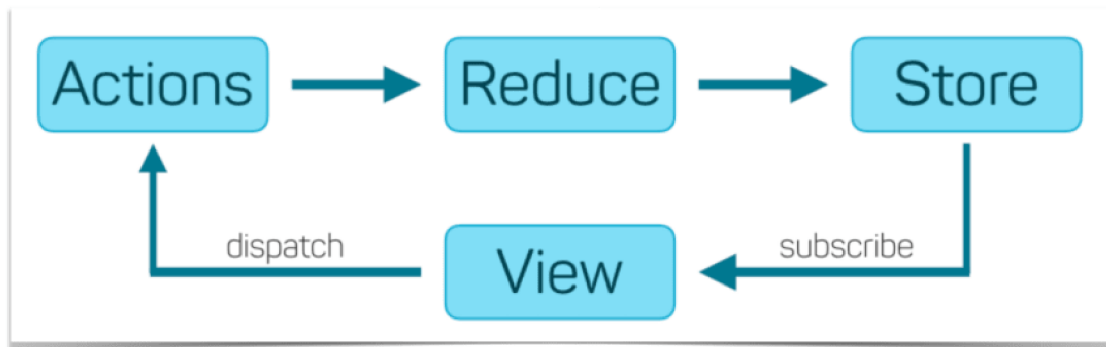 Actions
Reduce
Store
dispatch
View
subscribe